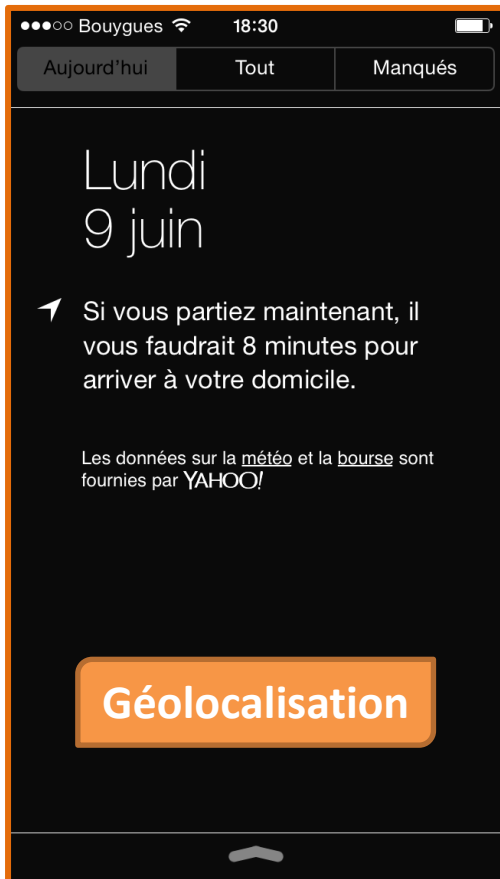 Bouygues 18:30
Aujourd'hui Tout Manqués
Lundi
9 juin
Si vous partiez maintenant, il
vous faudrait 8 minutes pour
arriver à votre domicile.
Les données sur la météo et la bourse sont
fournies par YAHOO!
Géolocalisation